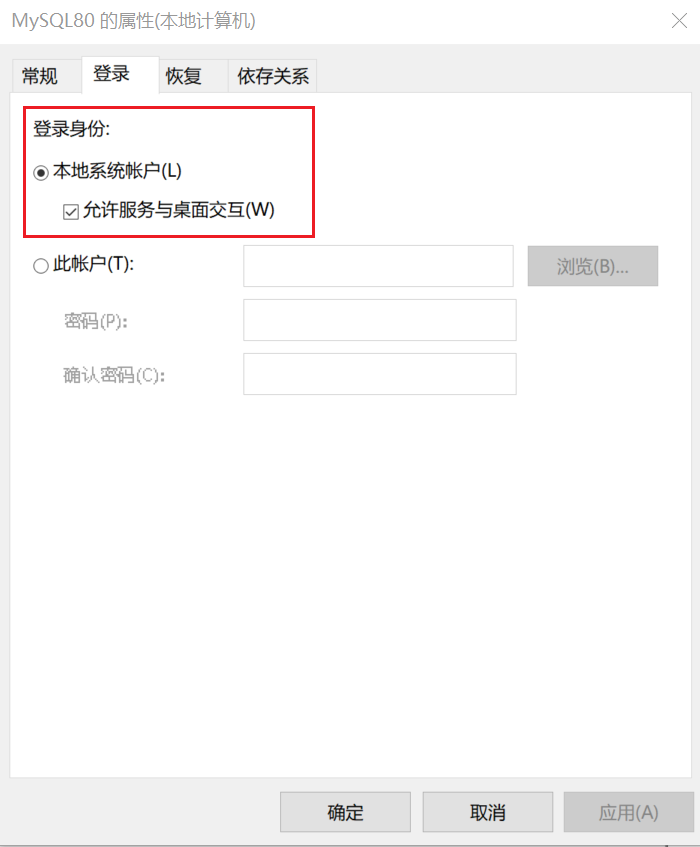 MySQL80 的属性(本地计算机)
常规 登录 恢复 依存关系
登录身份:
本地系统帐户(L)
允许服务与桌面交互(W)
此帐户(T): 浏览(B)...
密码(P):
确认密码(C):
确定 取消 应用(A)